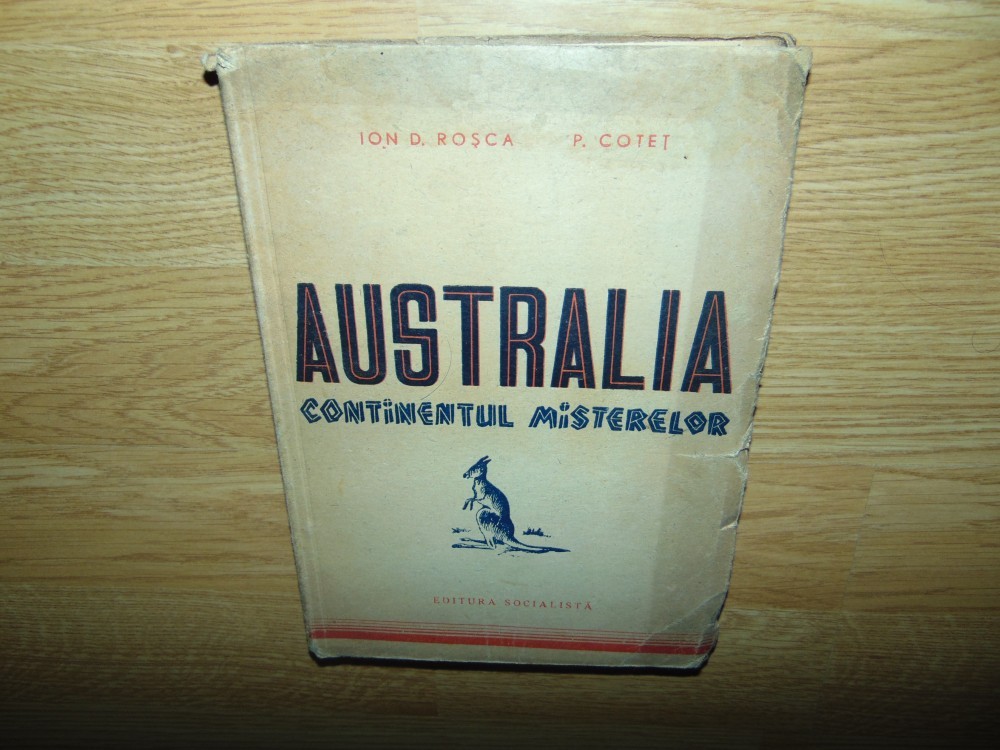 ION D. ROȘCA P. COTEȚ
AUSTRALIA
CONTINENTUL MISTERELOR
EDITURA SOCIALISTĂ